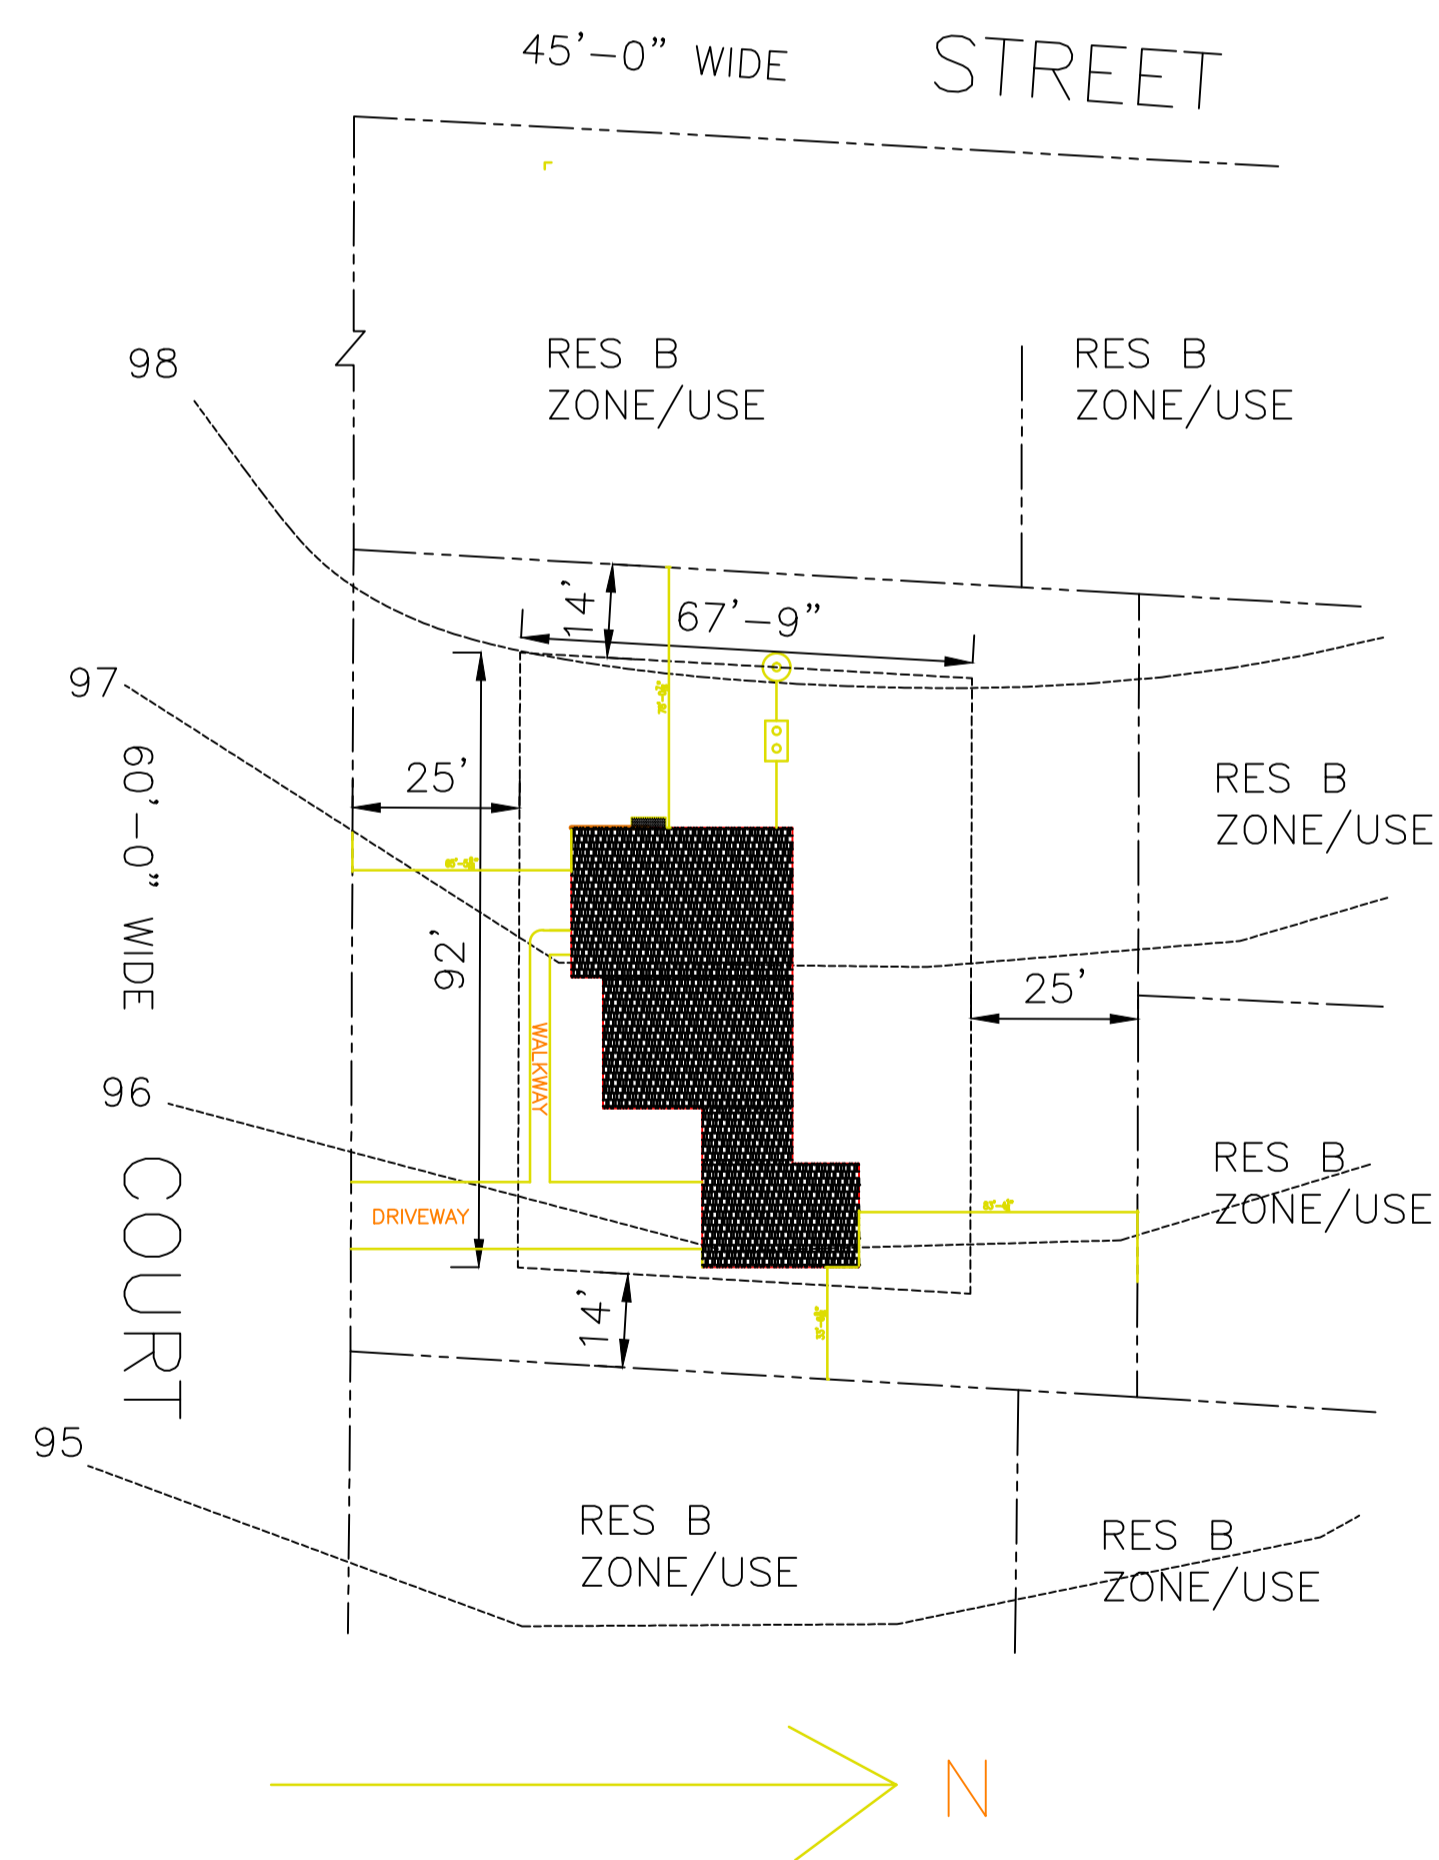 45'-0" WIDE STREET
RES B
ZONE/USE
RES B
ZONE/USE
98
14'
67'-9"
97
60'-0" WIDE COURT
25'
RES B
ZONE/USE
92'
25'
WALKWAY
96
RES B
ZONE/USE
DRIVEWAY
14'
95
RES B
ZONE/USE
RES B
ZONE/USE
N